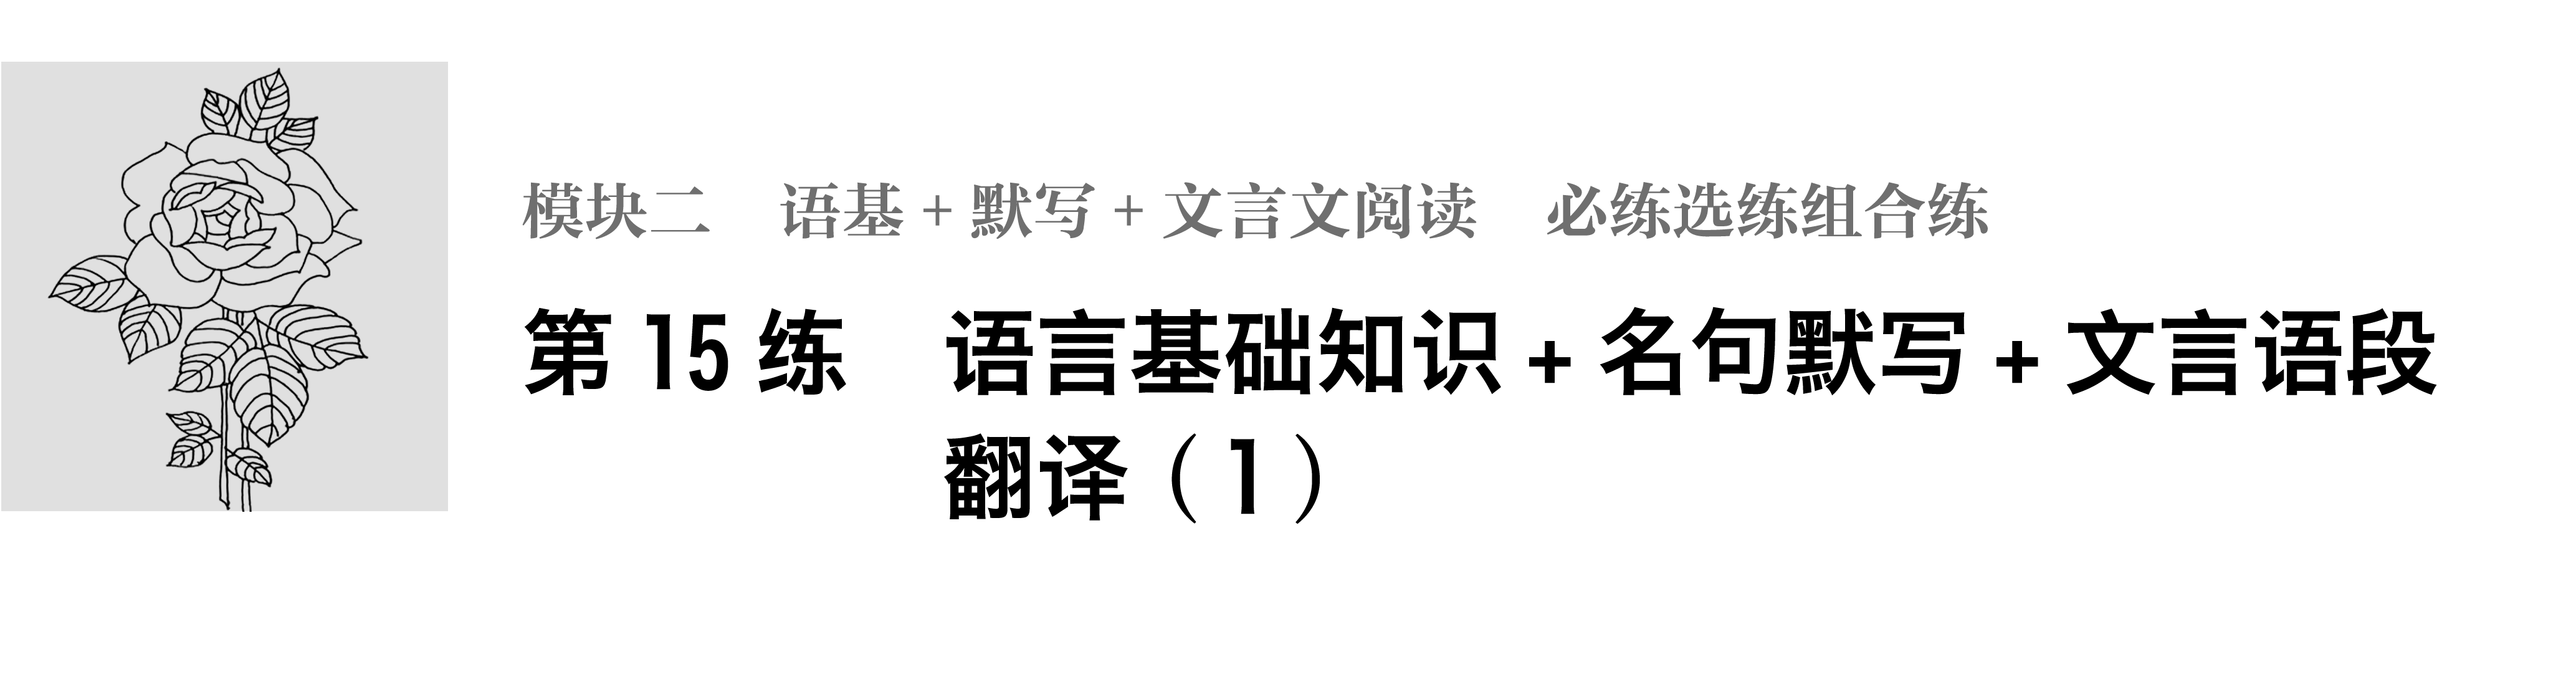 模块二　语基 + 默写 + 文言文阅读　必练选练组合练
第 15 练　语言基础知识 + 名句默写 + 文言语段
翻译（1）